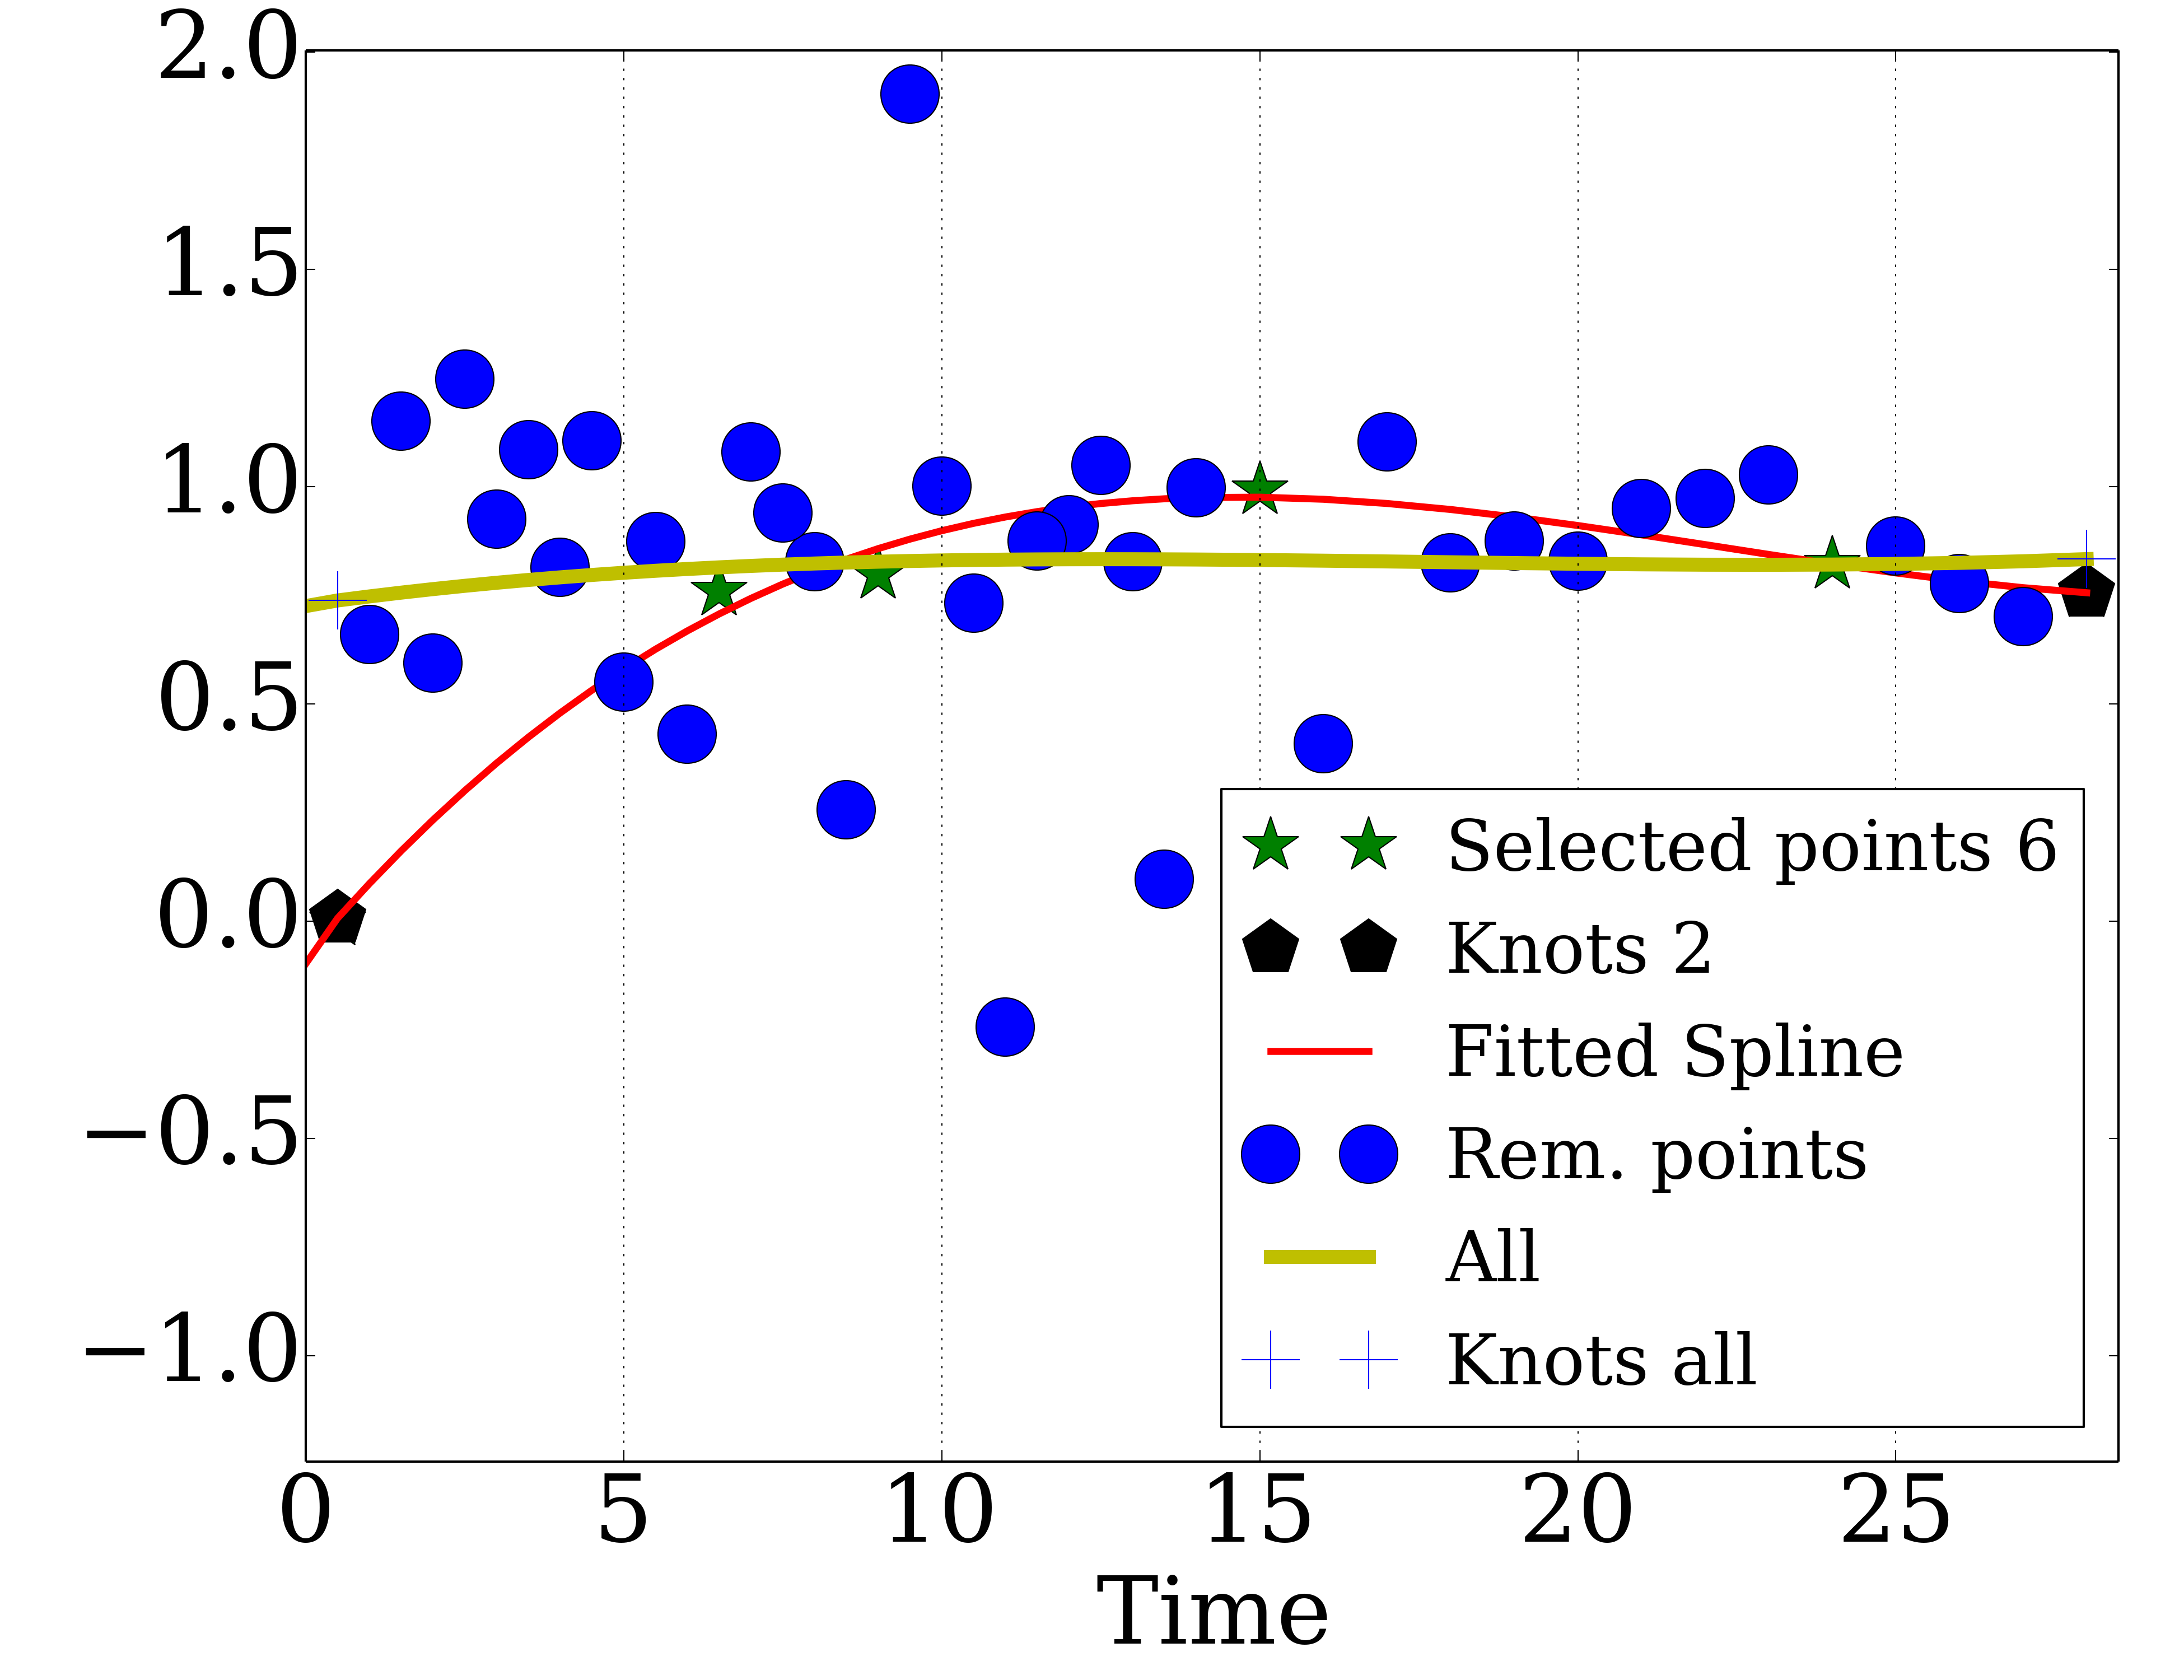 2.0
1.5
1.0
0.5
0.0
−0.5
−1.0
Selected points 6
Knots 2
Fitted Spline
Rem. points
All
Knots all
0 5 10 15 20 25
Time